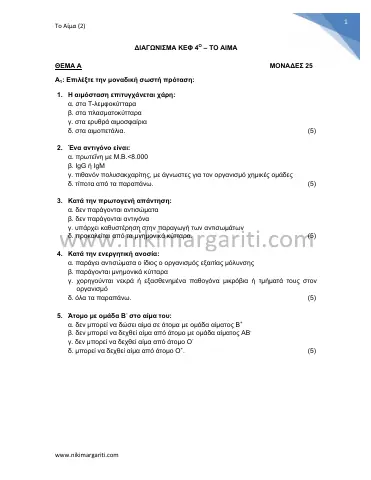 Το Αίμα (2)
1
ΔΙΑΓΩΝΙΣΜΑ ΚΕΦ 4Ο – ΤΟ ΑΙΜΑ
ΘΕΜΑ Α ΜΟΝΑΔΕΣ 25
Α1: Επιλέξτε την μοναδική σωστή πρόταση:
1. Η αιμόσταση επιτυγχάνεται χάρη:
α. στα Τ-λεμφοκύτταρα
β. στα πλασματοκύτταρα
γ. στα ερυθρά αιμοσφαίρια
δ. στα αιμοπετάλια. (5)
2. Ένα αντιγόνο είναι:
α. πρωτεΐνη με Μ.Β.<8.000
β. IgG ή IgM
γ. πιθανόν πολυσακχαρίτης, με άγνωστες για τον οργανισμό χημικές ομάδες
δ. τίποτα από τα παραπάνω. (5)
3. Κατά την πρωτογενή απάντηση:
α. δεν παράγονται αντισώματα
β. δεν παράγονται αντιγόνα
γ. υπάρχει καθυστέρηση στην παραγωγή των αντισωμάτων
δ. προκαλείται από τα μνημονικά κύτταρα. (5)
www.nikimargariti.com
4. Κατά την ενεργητική ανοσία:
α. παράγει αντισώματα ο ίδιος ο οργανισμός εξαιτίας μόλυνσης
β. παράγονται μνημονικά κύτταρα
γ. χορηγούνται νεκρά ή εξασθενημένα παθογόνα μικρόβια ή τμήματά τους στον
οργανισμό
δ. όλα τα παραπάνω. (5)
5. Άτομο με ομάδα Β- στο αίμα του:
α. δεν μπορεί να δώσει αίμα σε άτομα με ομάδα αίματος Β+
β. δεν μπορεί να δεχθεί αίμα από άτομο με ομάδα αίματος ΑΒ-
γ. δεν μπορεί να δεχθεί αίμα από άτομο Ο-
δ. μπορεί να δεχθεί αίμα από άτομο Ο+. (5)
www.nikimargariti.com